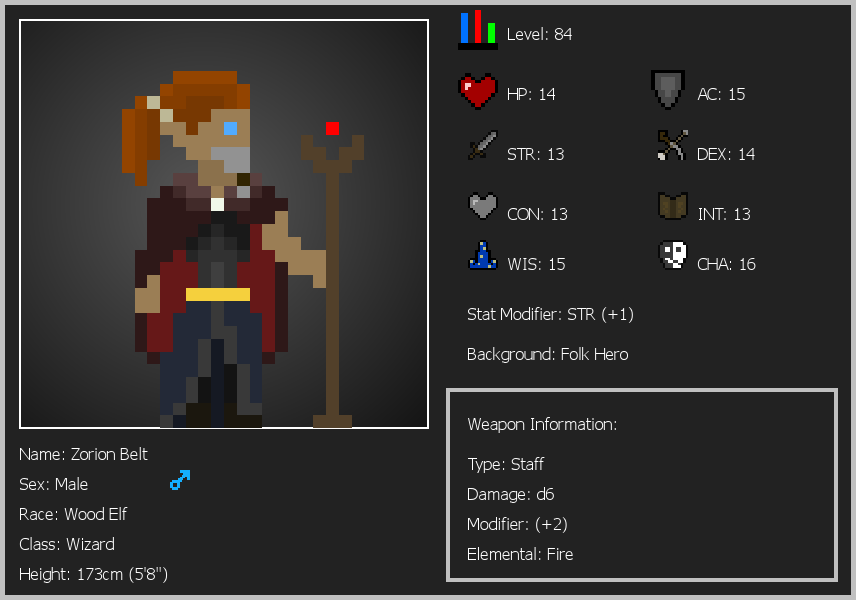 Level: 84
HP: 14
AC: 15
STR: 13
DEX: 14
CON: 13
INT: 13
WIS: 15
CHA: 16
Stat Modifier: STR (+1)
Background: Folk Hero
Weapon Information:
Type: Staff
Damage: d6
Modifier: (+2)
Elemental: Fire
Name: Zorion Belt
Sex: Male
Race: Wood Elf
Class: Wizard
Height: 173cm (5'8")